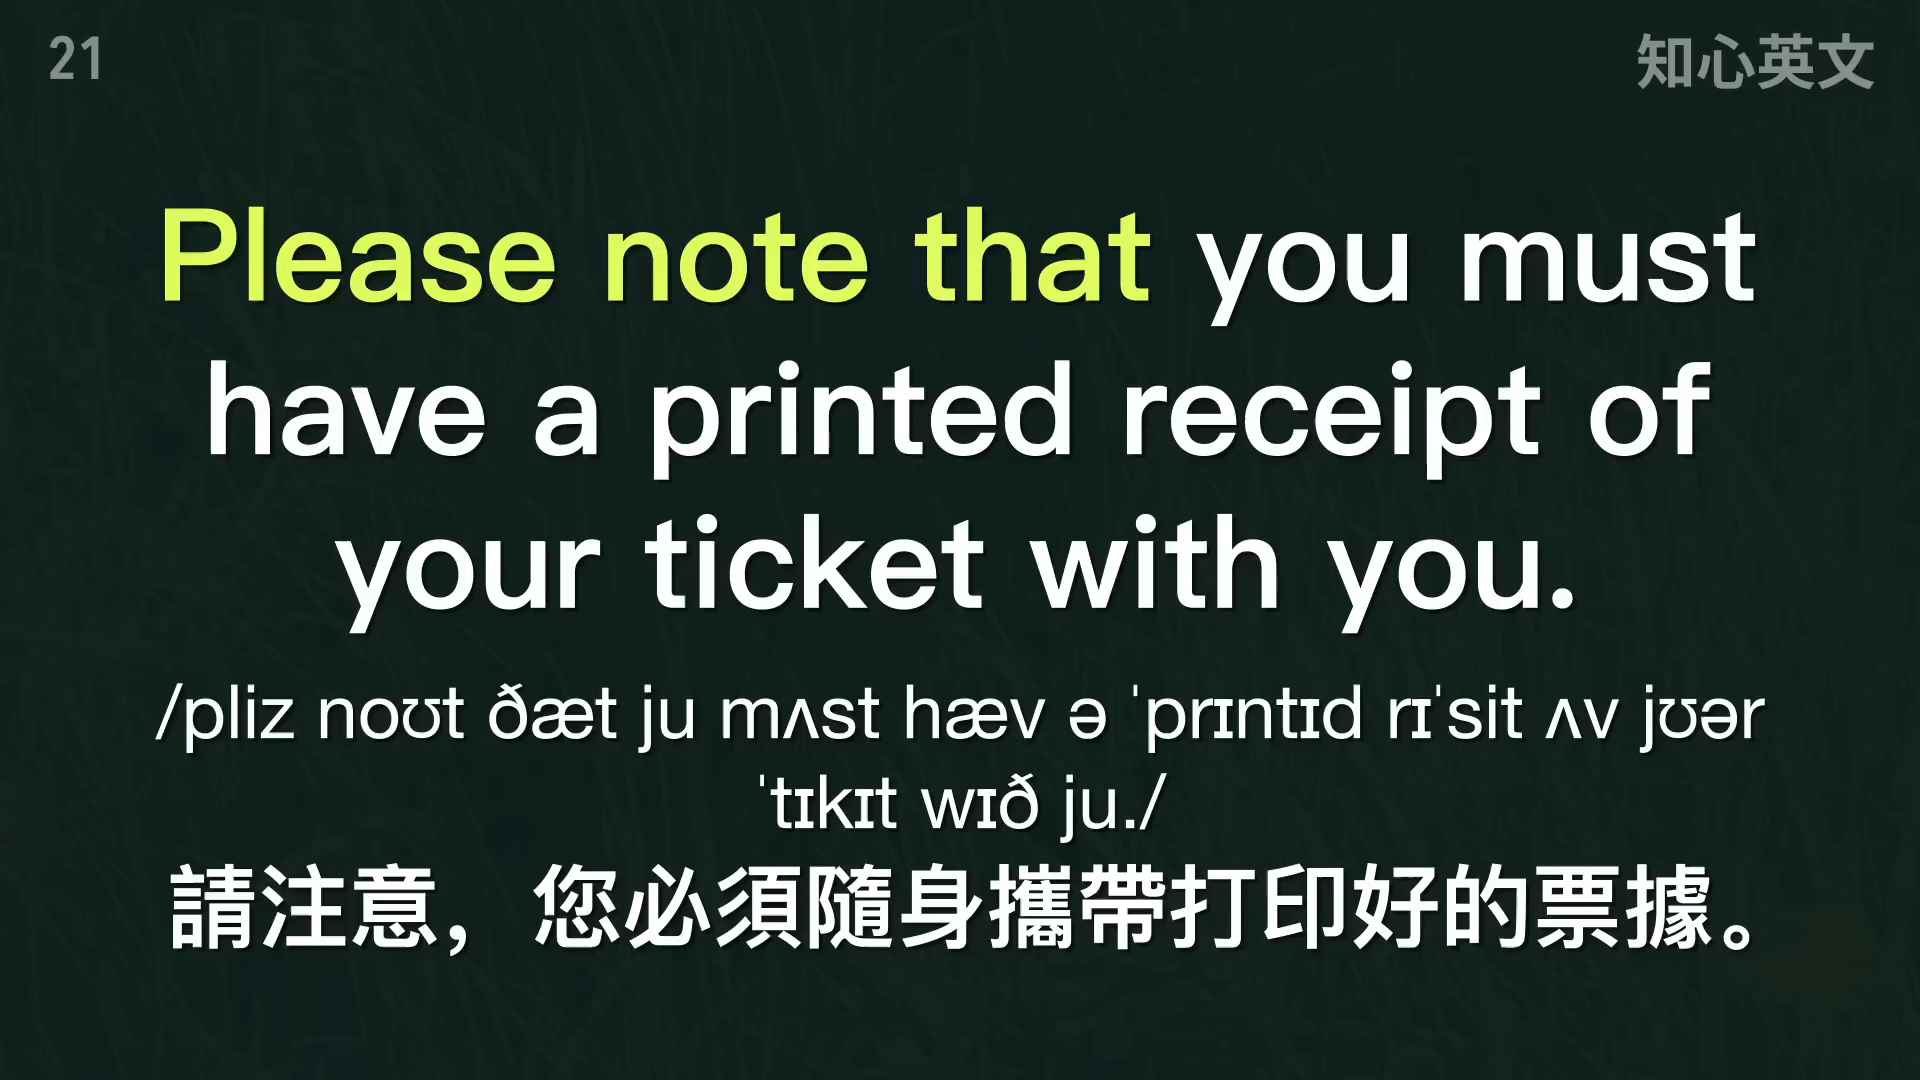 21
知心英文
Please note that you must
have a printed receipt of
your ticket with you.
/pliz noʊt ðæt ju mʌst hæv ə ˈprɪntɪd rɪˈsit ʌv jʊər
ˈtɪkɪt wɪð ju./
請注意，您必須隨身攜帶打印好的票據。